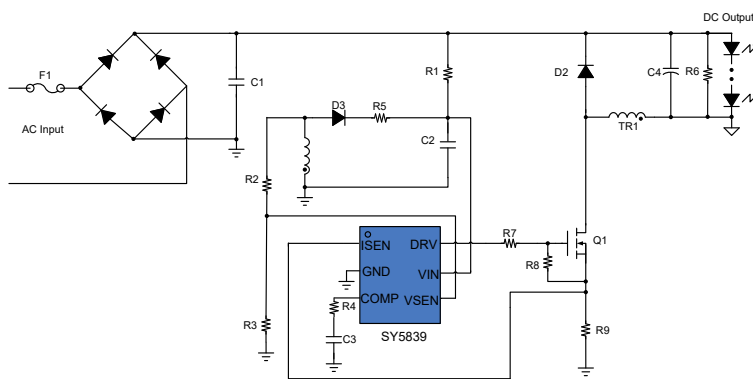 DC Output
F1
C1
R1
D2
C4
R6
AC Input
D3
R5
TR1
C2
R2
ISEN
DRV
R7
Q1
GND
VIN
R8
COMP
VSEN
R4
R3
C3
SY5839
R9